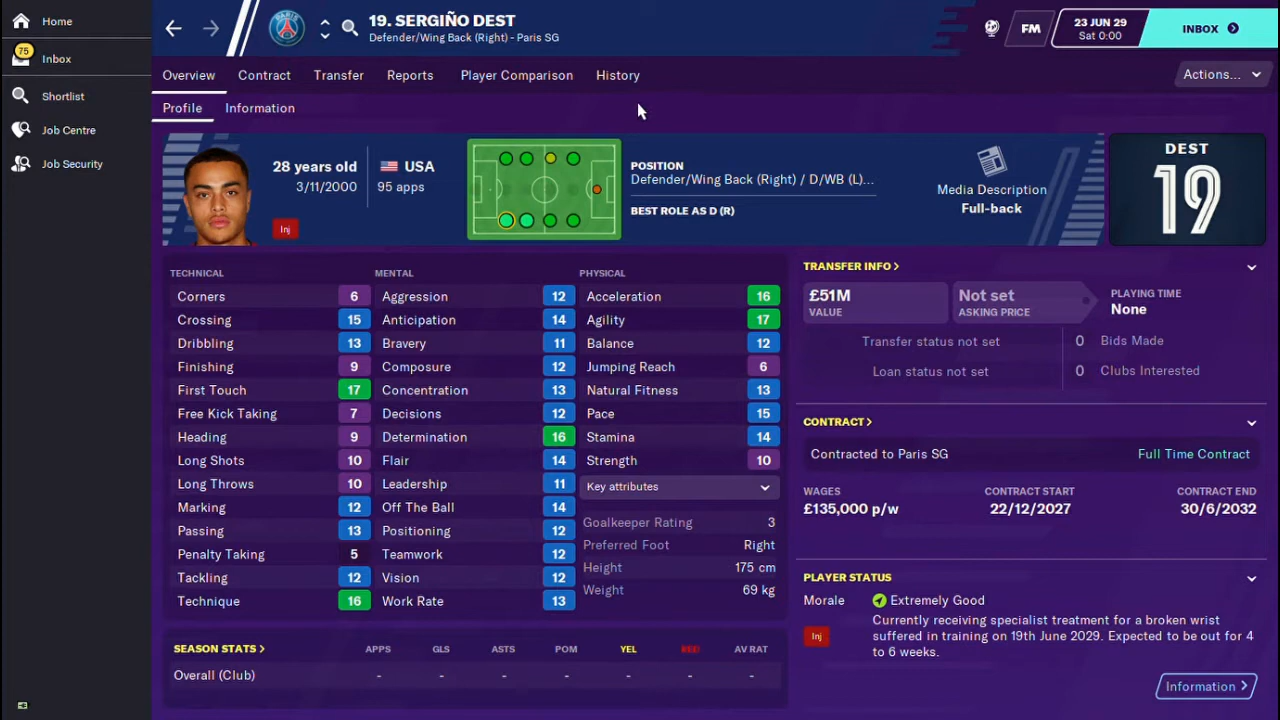 Home
75
Inbox
Shortlist
Job Centre
Job Security
PARIS
19. SERGIÑO DEST
Defender/Wing Back (Right) - Paris SG
FM
23 JUN 29
Sat 0:00
INBOX
Overview
Contract
Transfer
Reports
Player Comparison
History
Actions...
Profile
Information
28 years old
3/11/2000
USA
95 apps
Inj
POSITION
Defender/Wing Back (Right) / D/WB (L)...
BEST ROLE AS D (R)
Media Description
Full-back
DEST
19
TECHNICAL
Corners 6
Crossing 15
Dribbling 13
Finishing 9
First Touch 17
Free Kick Taking 7
Heading 9
Long Shots 10
Long Throws 10
Marking 12
Passing 13
Penalty Taking 5
Tackling 12
Technique 16
MENTAL
Aggression 12
Anticipation 14
Bravery 11
Composure 12
Concentration 13
Decisions 12
Determination 16
Flair 14
Leadership 11
Off The Ball 14
Positioning 12
Teamwork 12
Vision 12
Work Rate 13
PHYSICAL
Acceleration 16
Agility 17
Balance 12
Jumping Reach 6
Natural Fitness 13
Pace 15
Stamina 14
Strength 10
Key attributes
Goalkeeper Rating 3
Preferred Foot Right
Height 175 cm
Weight 69 kg
SEASON STATS > APPS GLS ASTS POM YEL RED AV RAT
Overall (Club) - - - - - - -
TRANSFER INFO >
£51M
VALUE
Not set
ASKING PRICE
PLAYING TIME
None
Transfer status not set
0 Bids Made
Loan status not set
0 Clubs Interested
CONTRACT >
Contracted to Paris SG Full Time Contract
WAGES
£135,000 p/w
CONTRACT START
22/12/2027
CONTRACT END
30/6/2032
PLAYER STATUS
Morale Extremely Good
Inj
Currently receiving specialist treatment for a broken wrist
suffered in training on 19th June 2029. Expected to be out for 4
to 6 weeks.
Information >